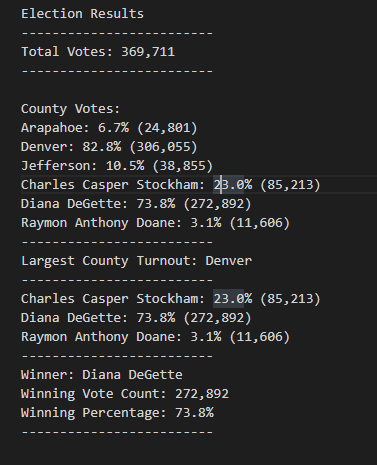 Election Results
-------------------------
Total Votes: 369,711
-------------------------
County Votes:
Arapahoe: 6.7% (24,801)
Denver: 82.8% (306,055)
Jefferson: 10.5% (38,855)
Charles Casper Stockham: 23.0% (85,213)
Diana DeGette: 73.8% (272,892)
Raymon Anthony Doane: 3.1% (11,606)
-------------------------
Largest County Turnout: Denver
-------------------------
Charles Casper Stockham: 23.0% (85,213)
Diana DeGette: 73.8% (272,892)
Raymon Anthony Doane: 3.1% (11,606)
-------------------------
Winner: Diana DeGette
Winning Vote Count: 272,892
Winning Percentage: 73.8%
-------------------------